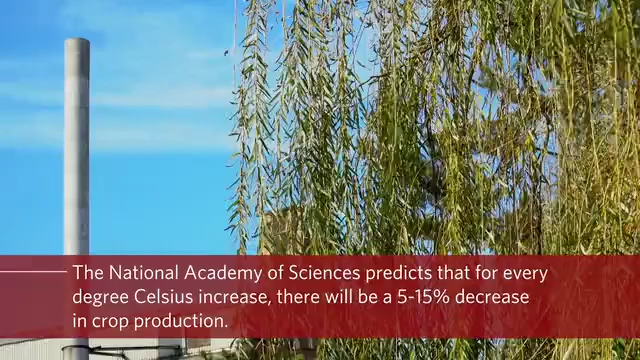 The National Academy of Sciences predicts that for every
degree Celsius increase, there will be a 5-15% decrease
in crop production.